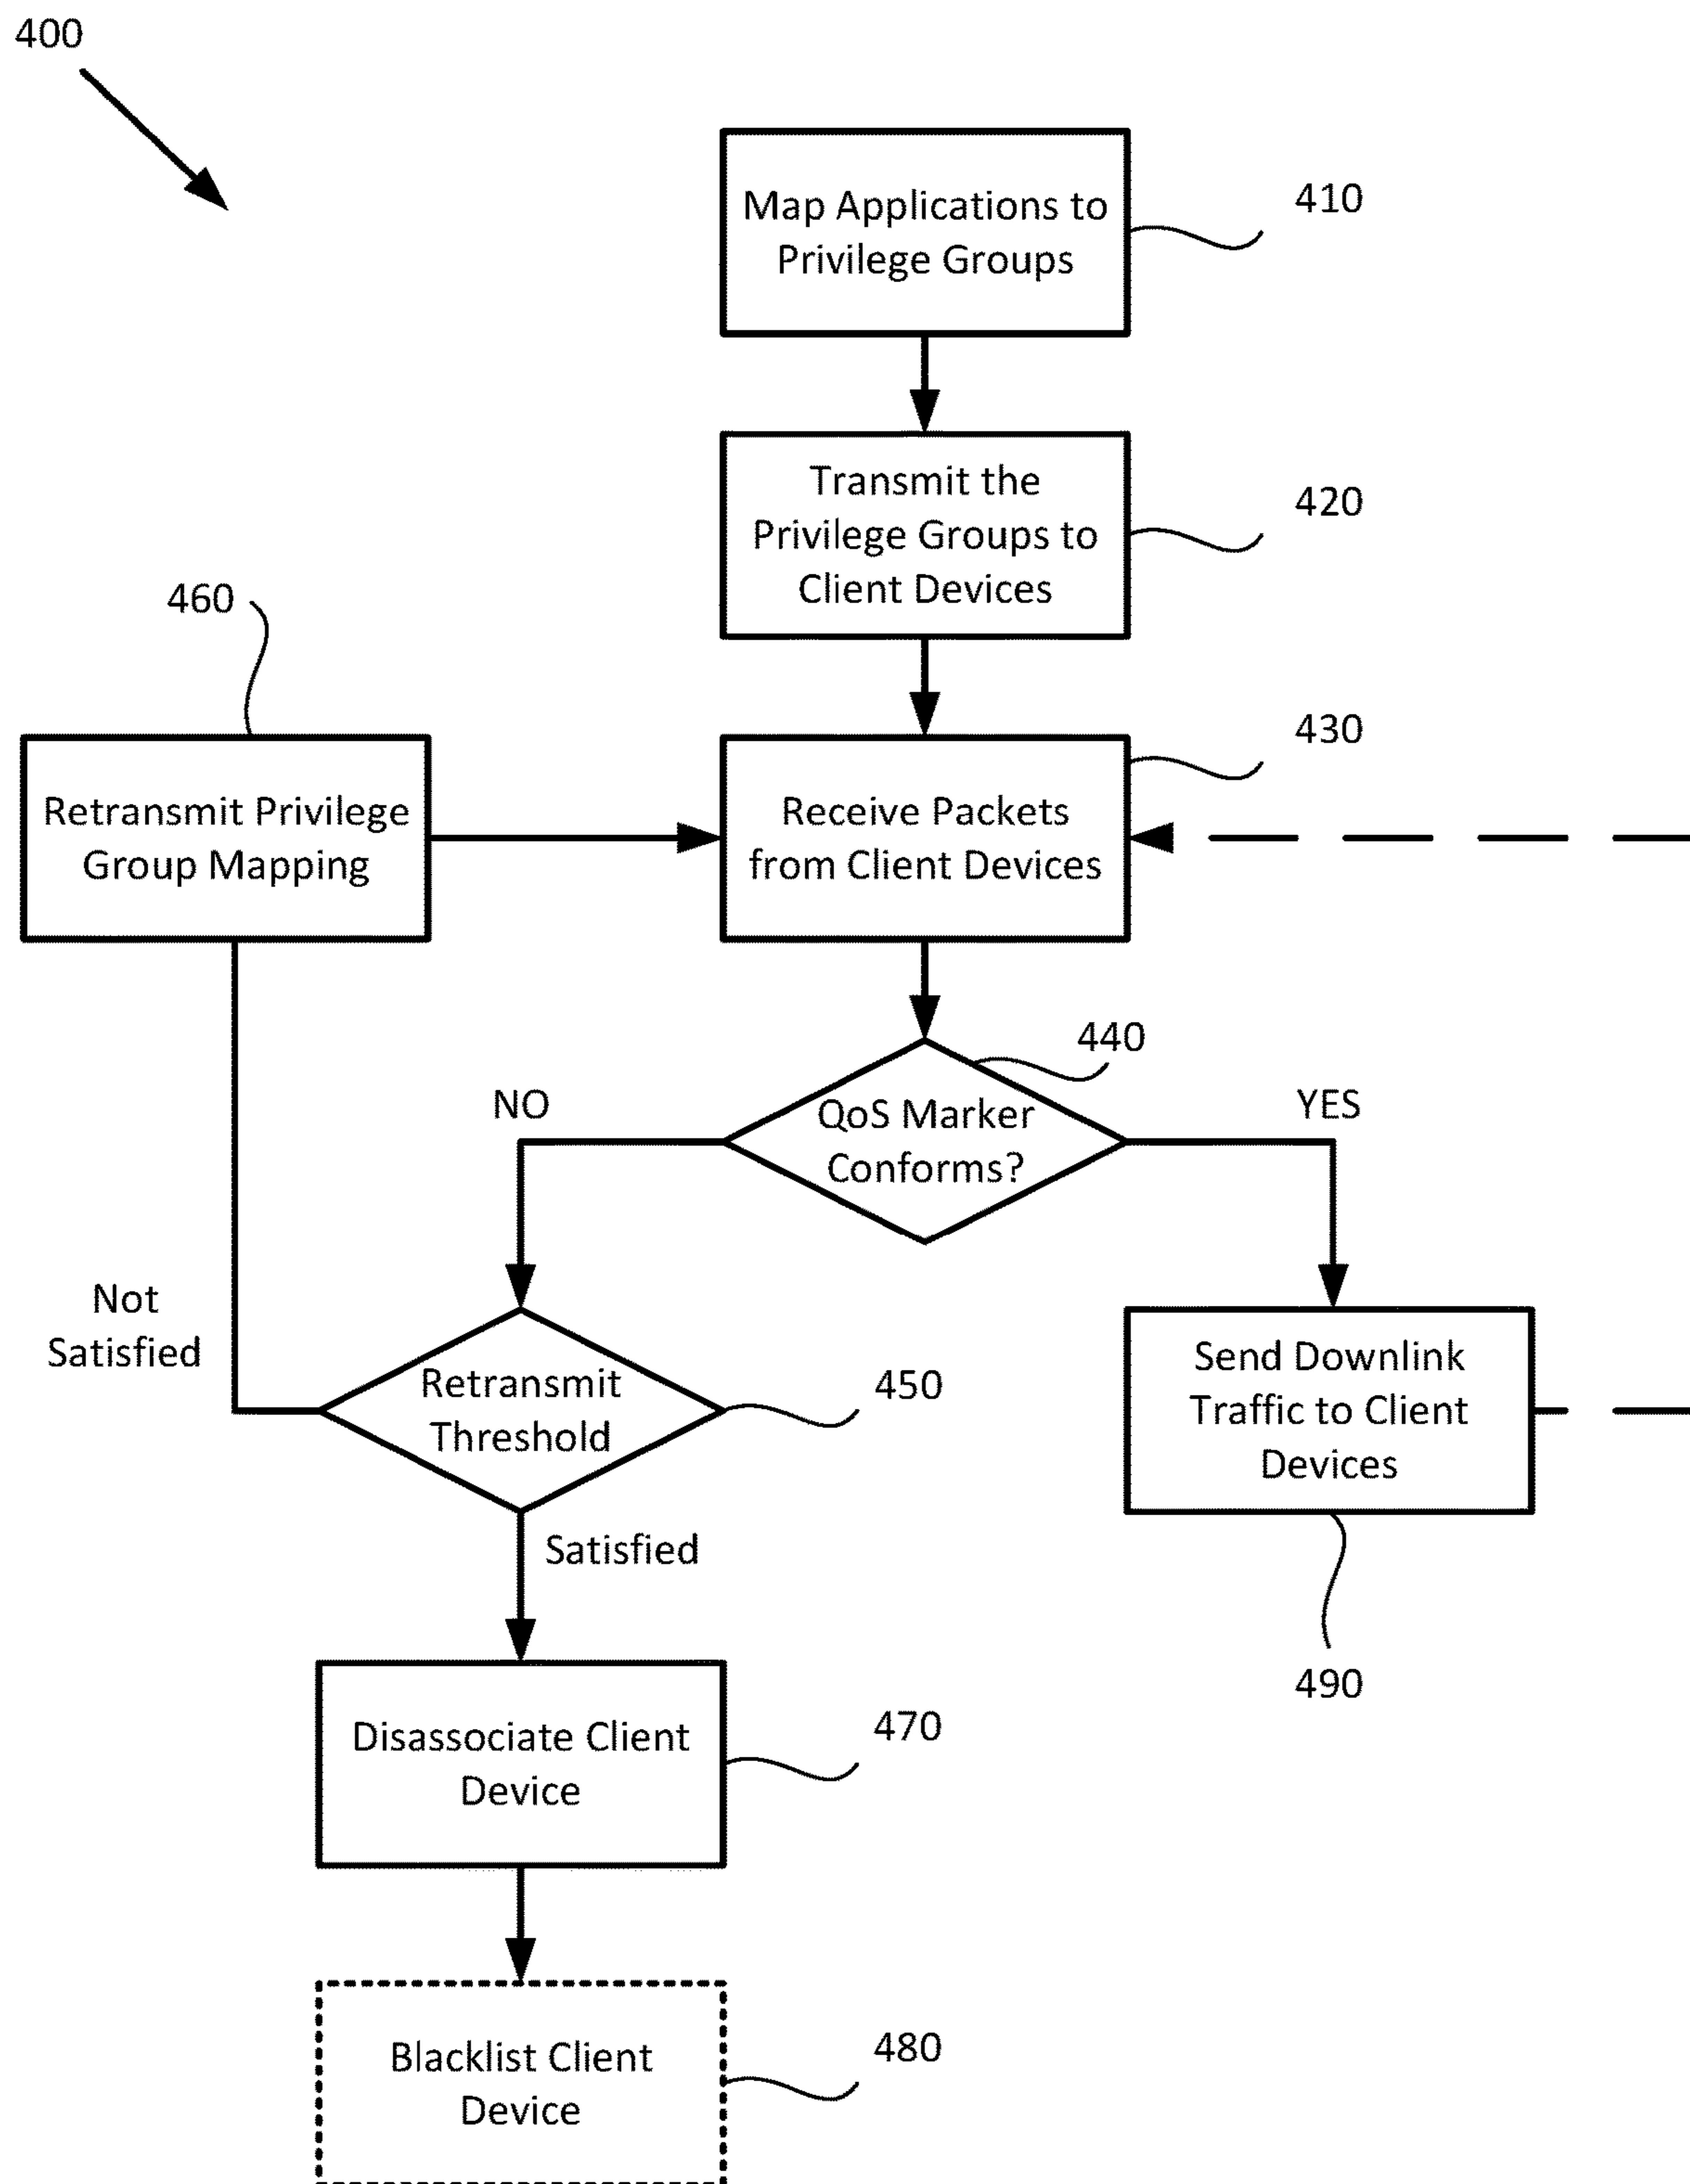 400
Map Applications to
Privilege Groups
410
Transmit the
Privilege Groups to
Client Devices
420
460
Retransmit Privilege
Group Mapping
Receive Packets
from Client Devices
430
440
QoS Marker
Conforms?
NO
YES
Not
Satisfied
Retransmit
Threshold
450
Send Downlink
Traffic to Client
Devices
490
Satisfied
Disassociate Client
Device
470
Blacklist Client
Device
480